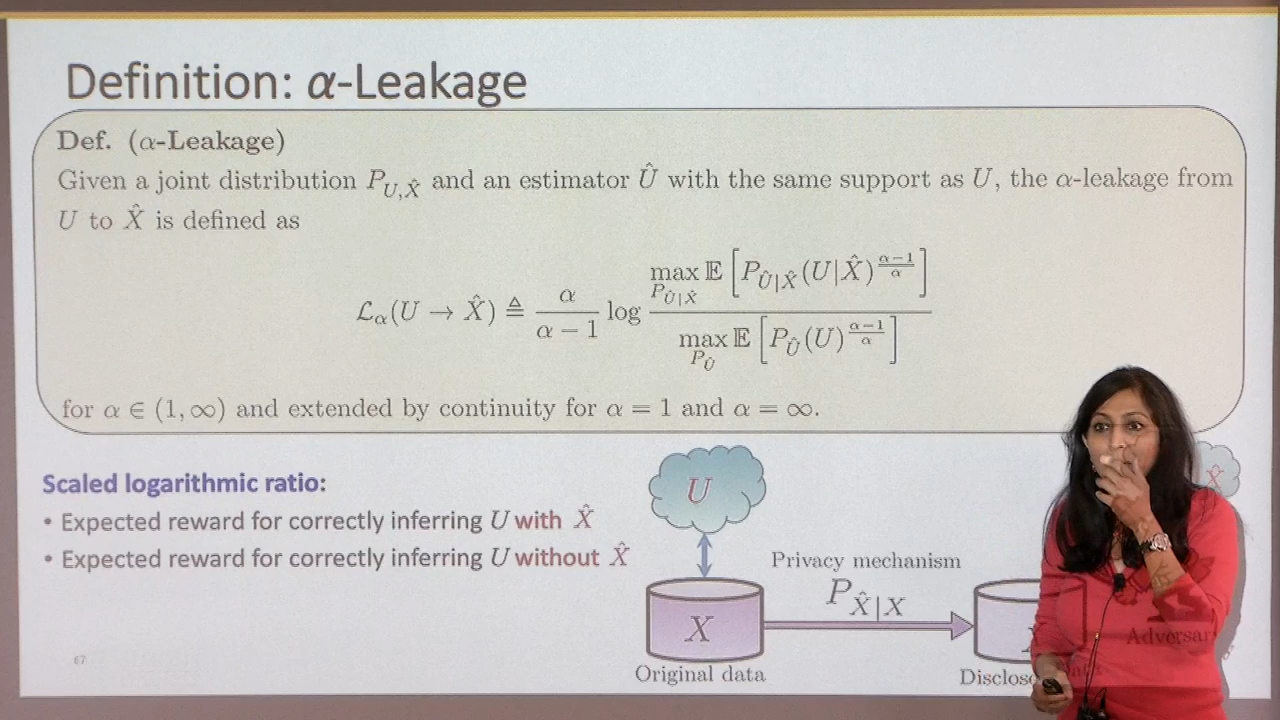 Definition: α-Leakage
Def. (α-Leakage)
Given a joint distribution P_{U,X̂} and an estimator Û with the same support as U, the α-leakage from
U to X̂ is defined as
ℒ_α(U → X̂) ≜ α/(α − 1) log (max_{P_{Û|X̂}} 𝔼[P_{Û|X̂}(U|X̂)^{(α−1)/α}]) / (max_{P_Û} 𝔼[P_Û(U)^{(α−1)/α}])
for α ∈ (1, ∞) and extended by continuity for α = 1 and α = ∞.
Scaled logarithmic ratio:
• Expected reward for correctly inferring U with X̂
• Expected reward for correctly inferring U without X̂
U
X̂
Privacy mechanism
P_{X̂|X}
X
Adversar
Original data
Disclose
67